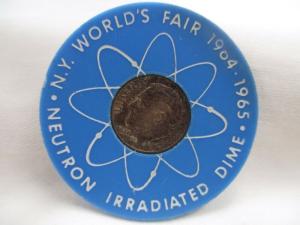 • N.Y. WORLD'S FAIR 1964 • 1965 •
NEUTRON IRRADIATED DIME